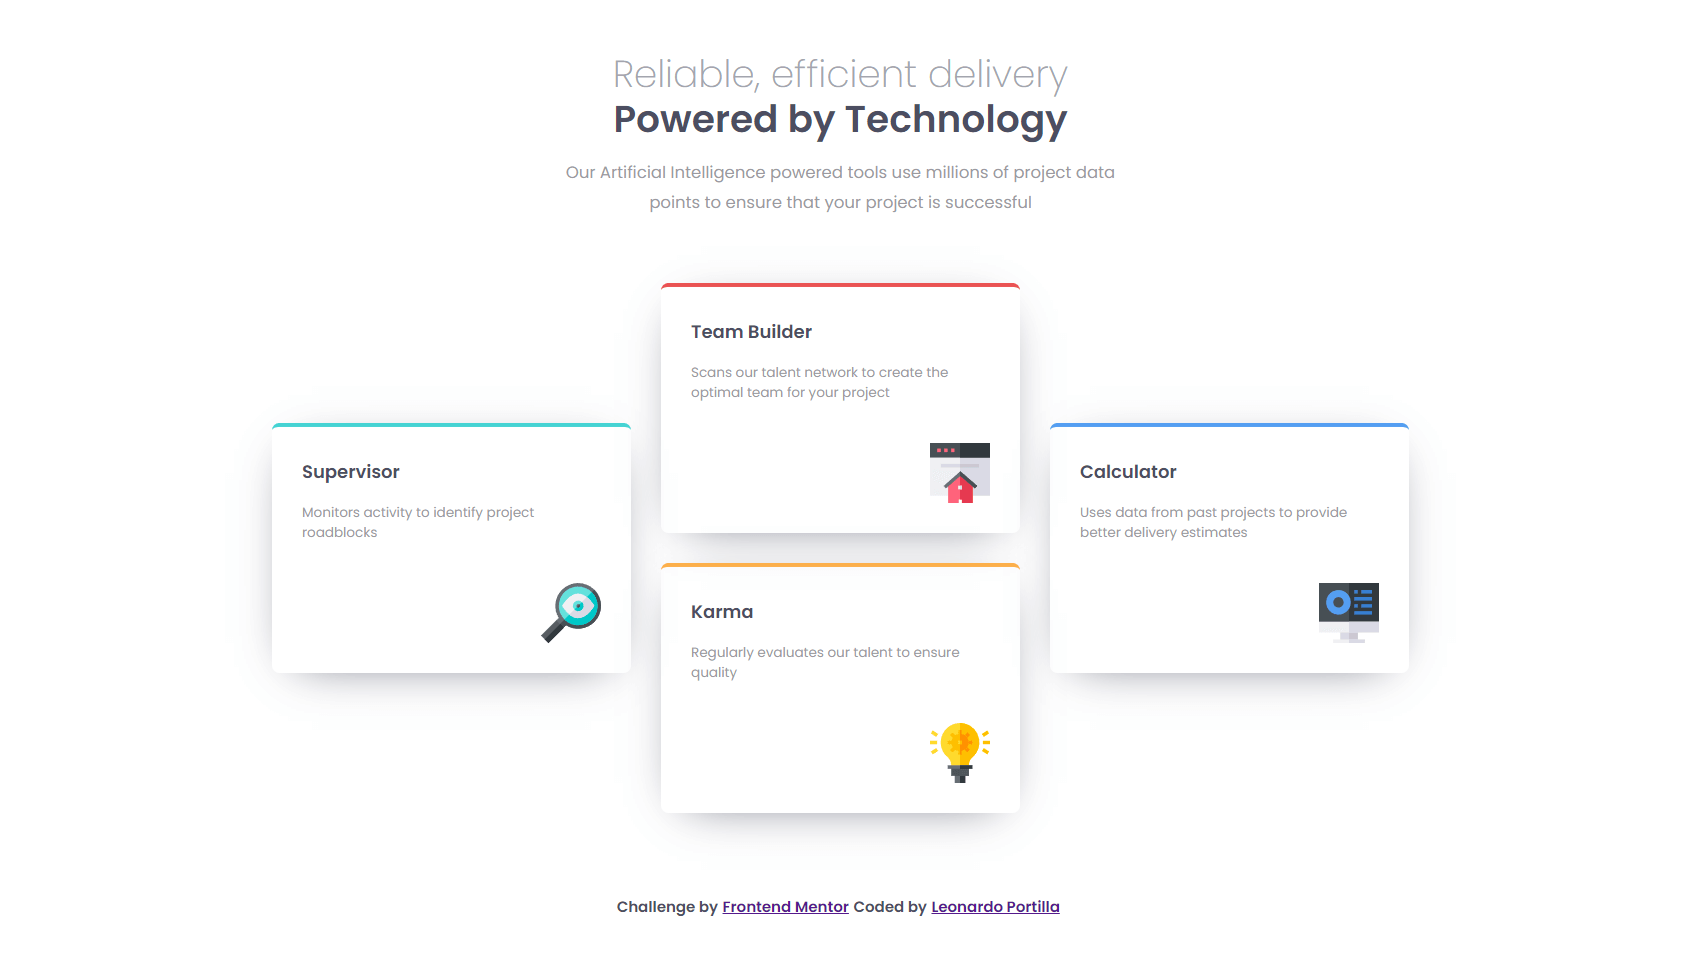 Reliable, efficient delivery
Powered by Technology
Our Artificial Intelligence powered tools use millions of project data
points to ensure that your project is successful
Supervisor
Monitors activity to identify project
roadblocks
Team Builder
Scans our talent network to create the
optimal team for your project
Karma
Regularly evaluates our talent to ensure
quality
Calculator
Uses data from past projects to provide
better delivery estimates
Challenge by Frontend Mentor Coded by Leonardo Portilla